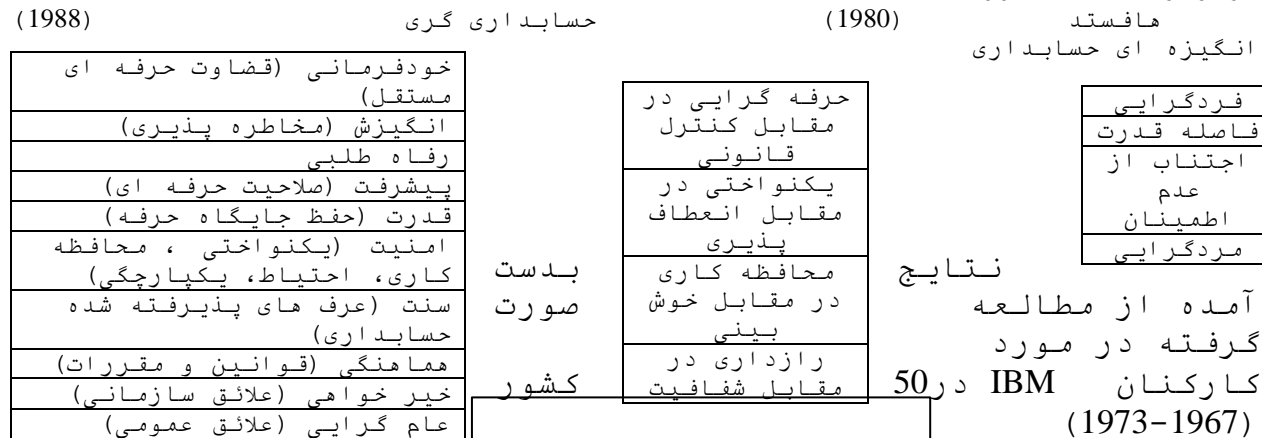 هافستد (1980) حسابداری گری (1988)
انگیزه ای حسابداری
فردگرایی
فاصله قدرت
اجتناب از
عدم
اطمینان
مردگرایی
حرفه گرایی در
مقابل کنترل
قانونی
یکنواختی در
مقابل انعطاف
پذیری
محافظه کاری
در مقابل خوش
بینی
رازداری در
مقابل شفافیت
خودفرمانی (قضاوت حرفه ای
مستقل)
انگیزش (مخاطره پذیری)
رفاه طلبی
پیشرفت (صلاحیت حرفه ای)
قدرت (حفظ جایگاه حرفه)
امنیت (یکنواختی ، محافظه
کاری، احتیاط، یکپارچگی)
سنت (عرف های پذیرفته شده
حسابداری)
هماهنگی (قوانین و مقررات)
خیر خواهی (علائق سازمانی)
عام گرایی (علائق عمومی)
نتایج بدست
آمده از مطالعه صورت
گرفته در مورد
کارکنان IBM در50 کشور
(1967-1973)